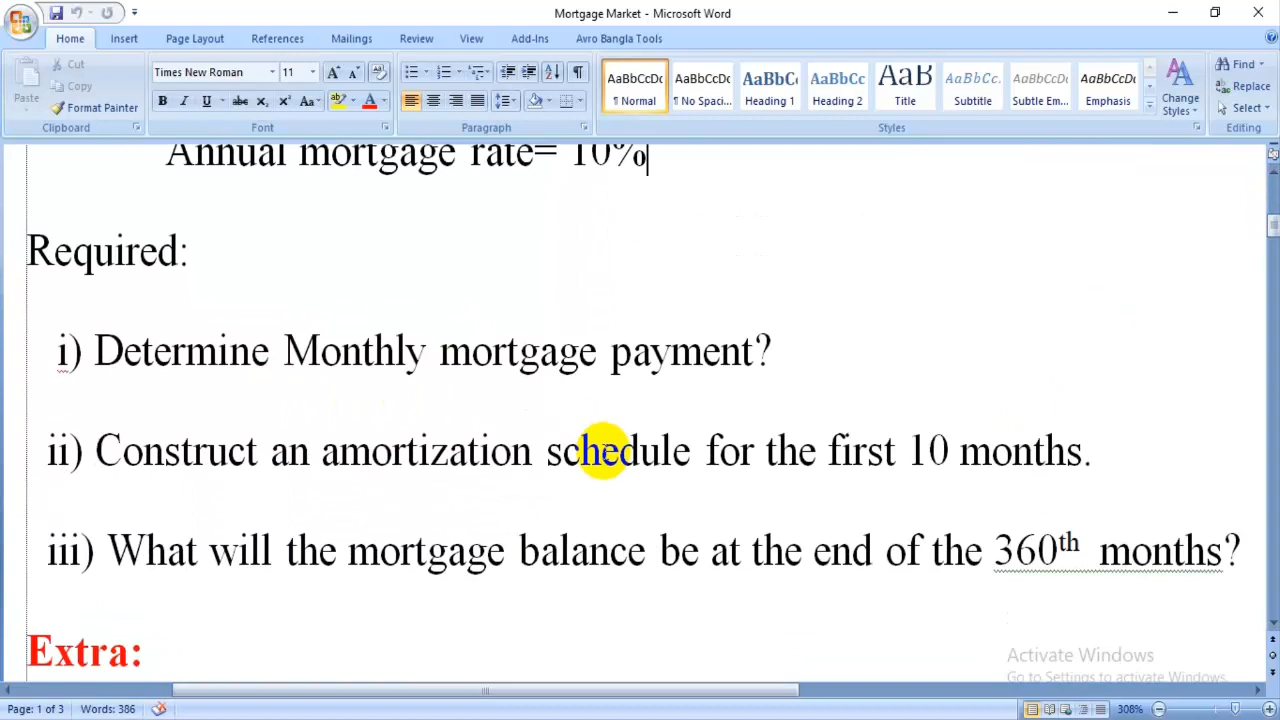 Mortgage Market - Microsoft Word
Home Insert Page Layout References Mailings Review View Add-Ins Avro Bangla Tools
Paste Cut Copy Format Painter
Times New Roman 11
AaBbCcDc AaBbCcDc AaBbCc AaBbCc AaB AaBbCc. AaBbCcDc AaBbCcDc
¶ Normal ¶ No Spaci... Heading 1 Heading 2 Title Subtitle Subtle Em... Emphasis
Change Styles
Find Replace Select
Clipboard Font Paragraph Styles Editing
Annual mortgage rate= 10%
Required:
i) Determine Monthly mortgage payment?
ii) Construct an amortization schedule for the first 10 months.
iii) What will the mortgage balance be at the end of the 360th months?
Extra:
Activate Windows
Go to Settings to activate Windows.
Page: 1 of 3 Words: 386 308%